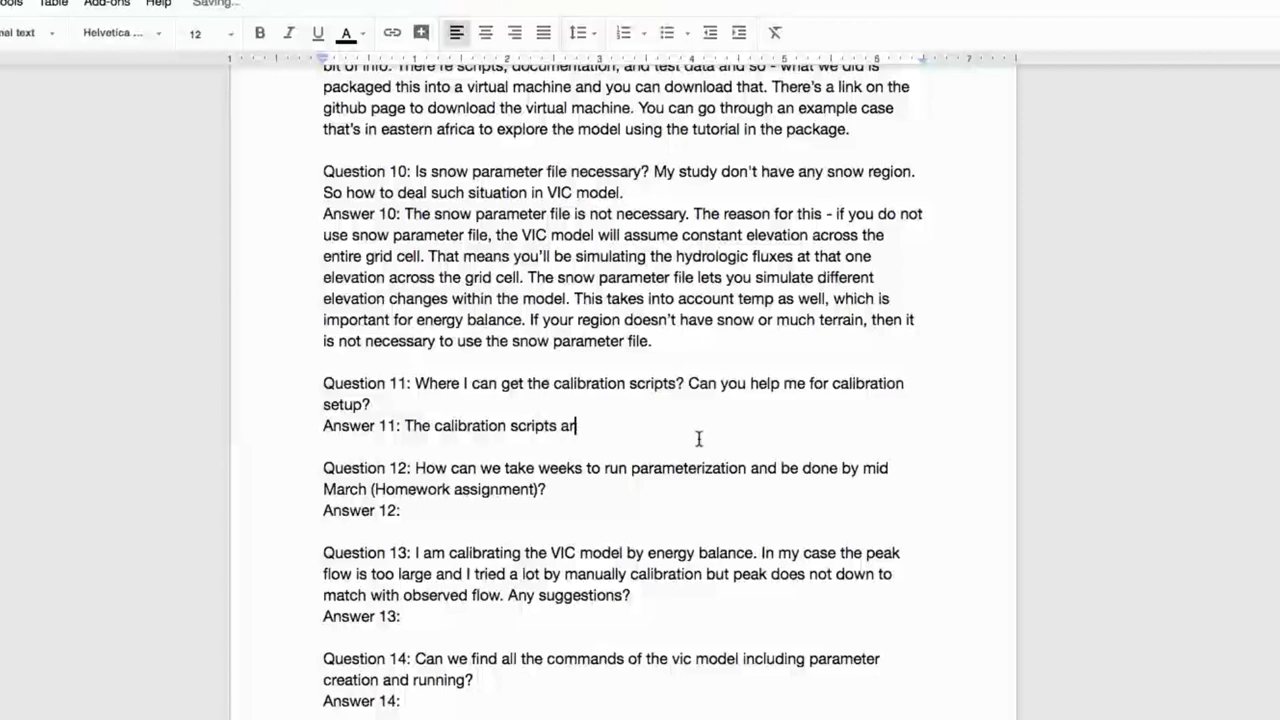 ools Table Add-ons Help Saving...
nal text Helvetica ... 12 B I U A
1 1 2 3 4 5 6 7
bit of info. There're scripts, documentation, and test data and so - what we did is
packaged this into a virtual machine and you can download that. There's a link on the
github page to download the virtual machine. You can go through an example case
that's in eastern africa to explore the model using the tutorial in the package.
Question 10: Is snow parameter file necessary? My study don't have any snow region.
So how to deal such situation in VIC model.
Answer 10: The snow parameter file is not necessary. The reason for this - if you do not
use snow parameter file, the VIC model will assume constant elevation across the
entire grid cell. That means you'll be simulating the hydrologic fluxes at that one
elevation across the grid cell. The snow parameter file lets you simulate different
elevation changes within the model. This takes into account temp as well, which is
important for energy balance. If your region doesn't have snow or much terrain, then it
is not necessary to use the snow parameter file.
Question 11: Where I can get the calibration scripts? Can you help me for calibration
setup?
Answer 11: The calibration scripts ar
Question 12: How can we take weeks to run parameterization and be done by mid
March (Homework assignment)?
Answer 12:
Question 13: I am calibrating the VIC model by energy balance. In my case the peak
flow is too large and I tried a lot by manually calibration but peak does not down to
match with observed flow. Any suggestions?
Answer 13:
Question 14: Can we find all the commands of the vic model including parameter
creation and running?
Answer 14: